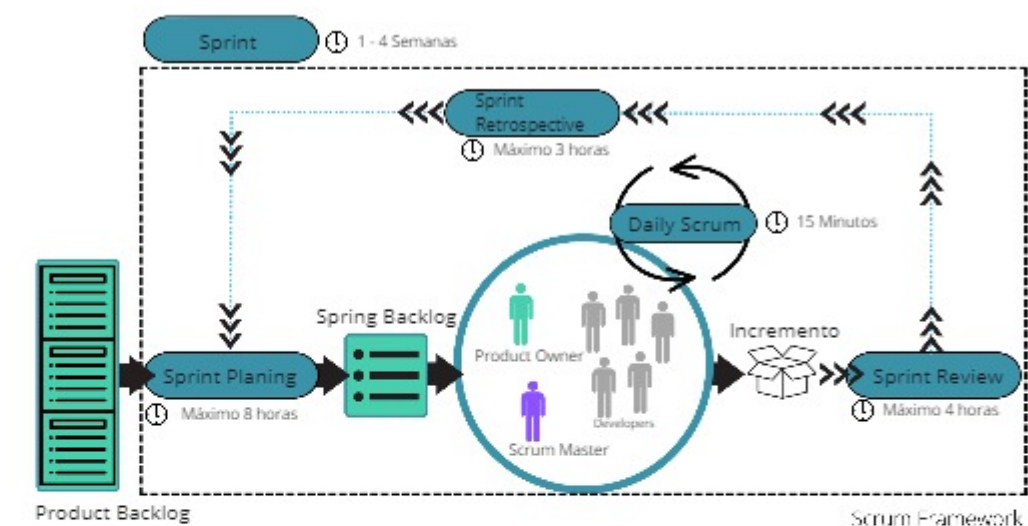 Sprint
1 - 4 Semanas
Sprint
Retrospective
Máximo 3 horas
Daily Scrum
15 Minutos
Spring Backlog
Product Owner
Incremento
Sprint Planing
Sprint Review
Máximo 8 horas
Máximo 4 horas
Developers
Scrum Master
Product Backlog
Scrum Framework